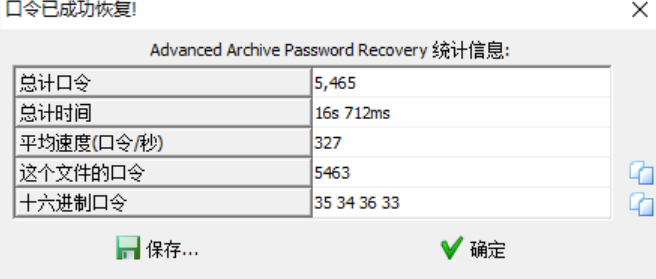 口令已成功恢复!
Advanced Archive Password Recovery 统计信息:
总计口令 5,465
总计时间 16s 712ms
平均速度(口令/秒) 327
这个文件的口令 5463
十六进制口令 35 34 36 33
保存... 确定